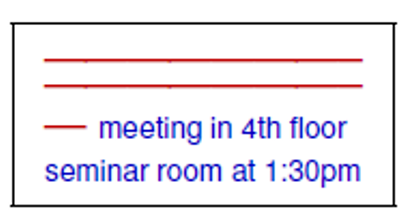 meeting in 4th floor
seminar room at 1:30pm